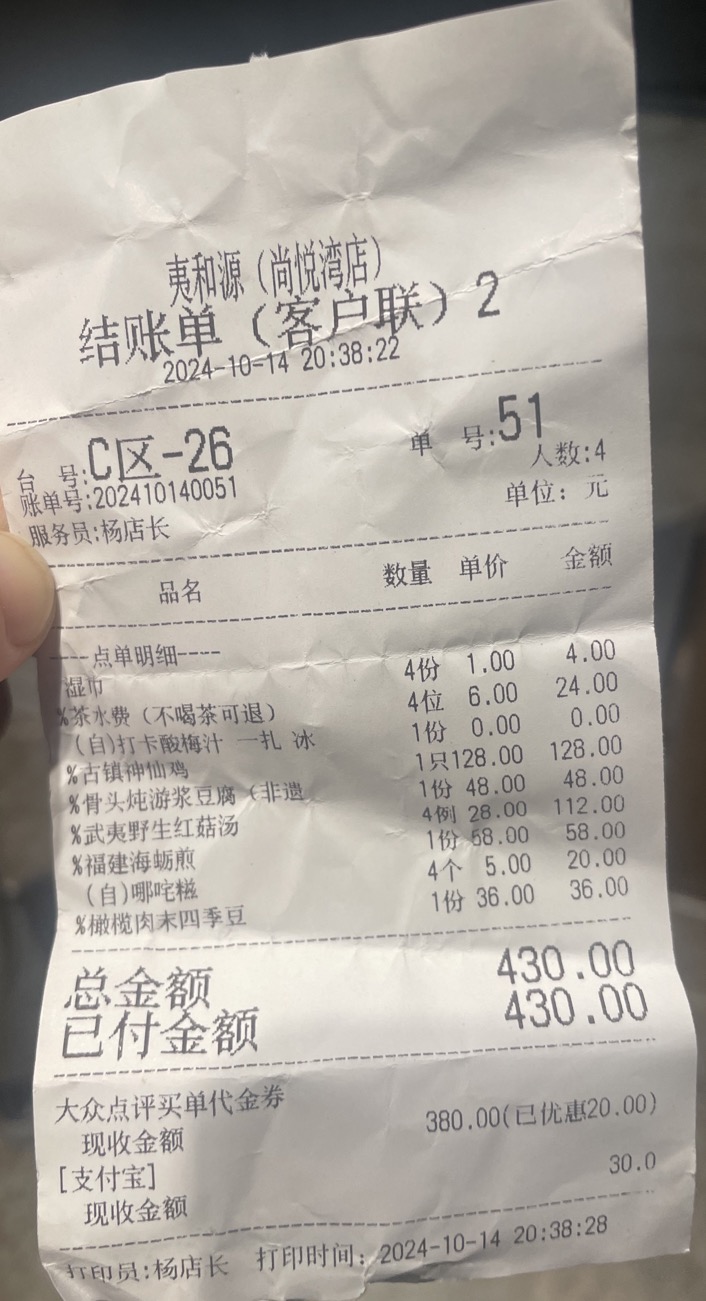 夷和源（尚悦湾店）
结账单（客户联）2
2024-10-14 20:38:22
台 号:C区-26 单 号:51
账单号:202410140051 人数:4
服务员:杨店长 单位：元
品名 数量 单价 金额
----点单明细----
湿巾 4份 1.00 4.00
%茶水费（不喝茶可退） 4位 6.00 24.00
（自)打卡酸梅汁 一扎 冰 1份 0.00 0.00
%古镇神仙鸡 1只128.00 128.00
%骨头炖游浆豆腐（非遗 1份 48.00 48.00
%武夷野生红菇汤 4例 28.00 112.00
%福建海蛎煎 1份 58.00 58.00
（自)哪咤糍 4个 5.00 20.00
%橄榄肉末四季豆 1份 36.00 36.00
总金额 430.00
已付金额 430.00
大众点评买单代金券
现收金额 380.00(已优惠20.00)
[支付宝]
现收金额 30.0
打印员:杨店长 打印时间：2024-10-14 20:38:28